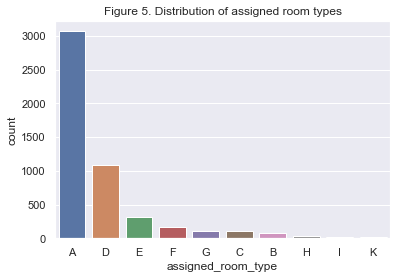 Figure 5. Distribution of assigned room types
3000
2500
2000
1500
1000
500
0
count
A D E F G C B H I K
assigned_room_type